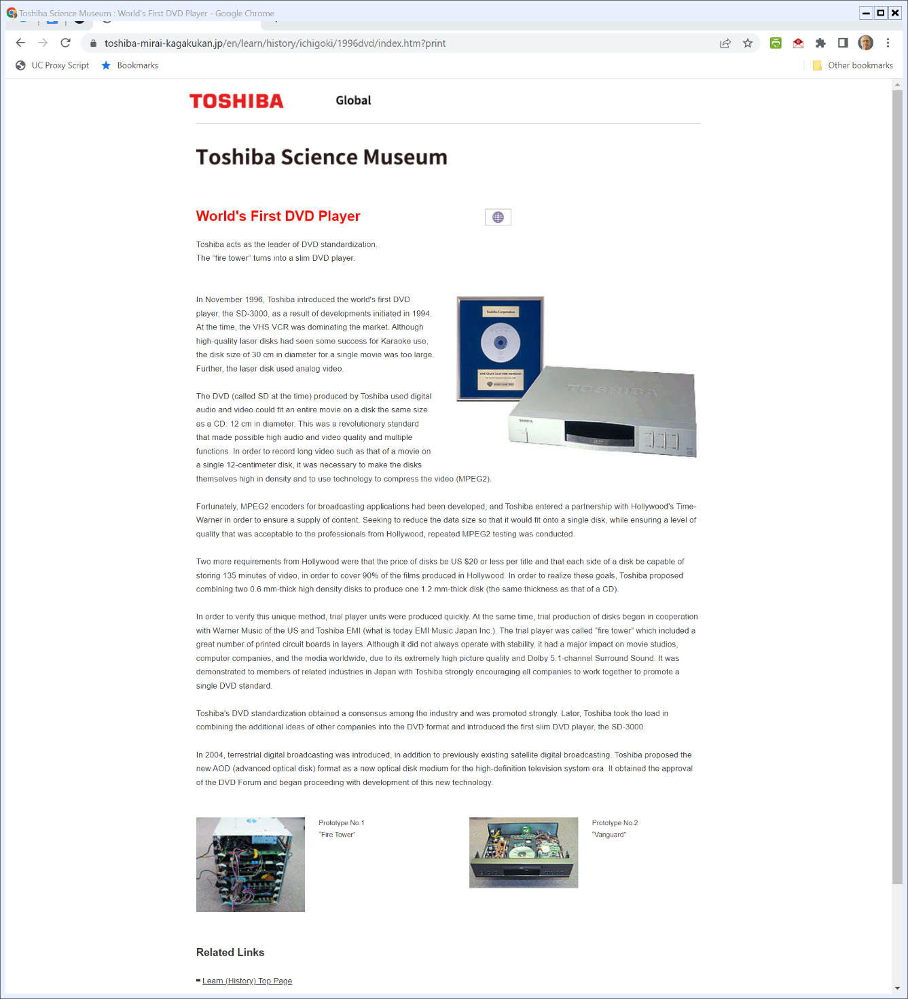 Toshiba Science Museum : World's First DVD Player - Google Chrome
toshiba-mirai-kagakukan.jp/en/learn/history/ichigoki/1996dvd/index.htm?print
UC Proxy Script
Bookmarks
Other bookmarks
TOSHIBA
Global
Toshiba Science Museum
World's First DVD Player
Toshiba acts as the leader of DVD standardization.
The “fire tower” turns into a slim DVD player.
In November 1996, Toshiba introduced the world's first DVD
player, the SD-3000, as a result of developments initiated in 1994.
At the time, the VHS VCR was dominating the market. Although
high-quality laser disks had seen some success for Karaoke use,
the disk size of 30 cm in diameter for a single movie was too large.
Further, the laser disk used analog video.
Toshiba Corporation
ONE GIANT LEAP FOR MANKIND
TOSHIBA
TOSHIBA
The DVD (called SD at the time) produced by Toshiba used digital
audio and video could fit an entire movie on a disk the same size
as a CD: 12 cm in diameter. This was a revolutionary standard
that made possible high audio and video quality and multiple
functions. In order to record long video such as that of a movie on
a single 12-centimeter disk, it was necessary to make the disks
themselves high in density and to use technology to compress the video (MPEG2).
Fortunately, MPEG2 encoders for broadcasting applications had been developed, and Toshiba entered a partnership with Hollywood's Time-
Warner in order to ensure a supply of content. Seeking to reduce the data size so that it would fit onto a single disk, while ensuring a level of
quality that was acceptable to the professionals from Hollywood, repeated MPEG2 testing was conducted.
Two more requirements from Hollywood were that the price of disks be US $20 or less per title and that each side of a disk be capable of
storing 135 minutes of video, in order to cover 90% of the films produced in Hollywood. In order to realize these goals, Toshiba proposed
combining two 0.6 mm-thick high density disks to produce one 1.2 mm-thick disk (the same thickness as that of a CD).
In order to verify this unique method, trial player units were produced quickly. At the same time, trial production of disks began in cooperation
with Warner Music of the US and Toshiba EMI (what is today EMI Music Japan Inc.). The trial player was called “fire tower” which included a
great number of printed circuit boards in layers. Although it did not always operate with stability, it had a major impact on movie studios,
computer companies, and the media worldwide, due to its extremely high picture quality and Dolby 5.1-channel Surround Sound. It was
demonstrated to members of related industries in Japan with Toshiba strongly encouraging all companies to work together to promote a
single DVD standard.
Toshiba's DVD standardization obtained a consensus among the industry and was promoted strongly. Later, Toshiba took the lead in
combining the additional ideas of other companies into the DVD format and introduced the first slim DVD player, the SD-3000.
In 2004, terrestrial digital broadcasting was introduced, in addition to previously existing satellite digital broadcasting. Toshiba proposed the
new AOD (advanced optical disk) format as a new optical disk medium for the high-definition television system era. It obtained the approval
of the DVD Forum and began proceeding with development of this new technology.
Prototype No.1
“Fire Tower”
Prototype No.2
“Vanguard”
Related Links
Learn (History) Top Page